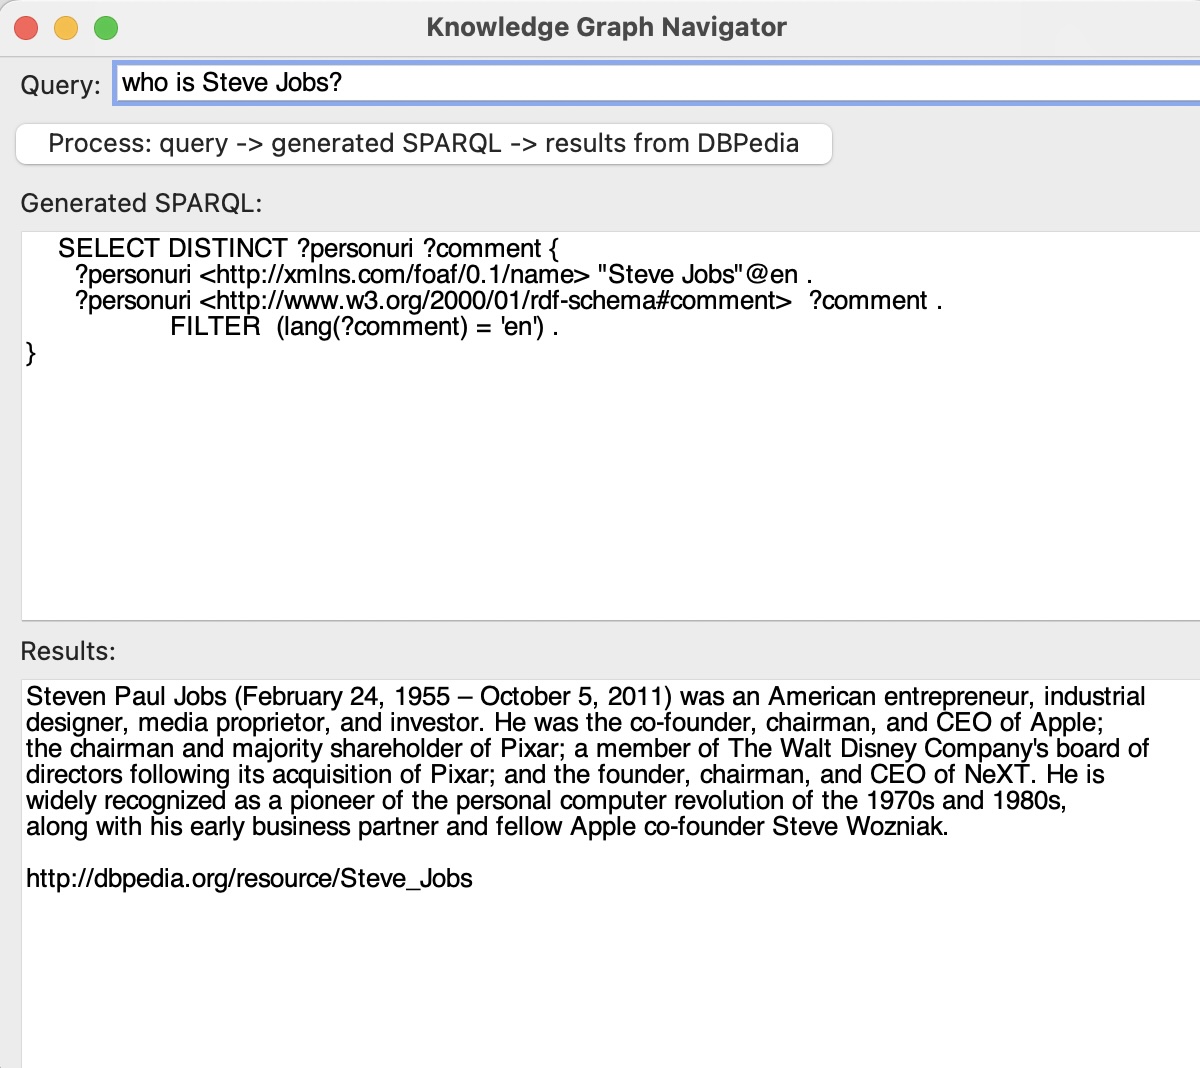 Knowledge Graph Navigator
Query: who is Steve Jobs?
Process: query -> generated SPARQL -> results from DBPedia
Generated SPARQL:
SELECT DISTINCT ?personuri ?comment {
?personuri <http://xmlns.com/foaf/0.1/name> "Steve Jobs"@en .
?personuri <http://www.w3.org/2000/01/rdf-schema#comment>  ?comment .
FILTER  (lang(?comment) = 'en') .
}
Results:
Steven Paul Jobs (February 24, 1955 – October 5, 2011) was an American entrepreneur, industrial
designer, media proprietor, and investor. He was the co-founder, chairman, and CEO of Apple;
the chairman and majority shareholder of Pixar; a member of The Walt Disney Company's board of
directors following its acquisition of Pixar; and the founder, chairman, and CEO of NeXT. He is
widely recognized as a pioneer of the personal computer revolution of the 1970s and 1980s,
along with his early business partner and fellow Apple co-founder Steve Wozniak.
http://dbpedia.org/resource/Steve_Jobs